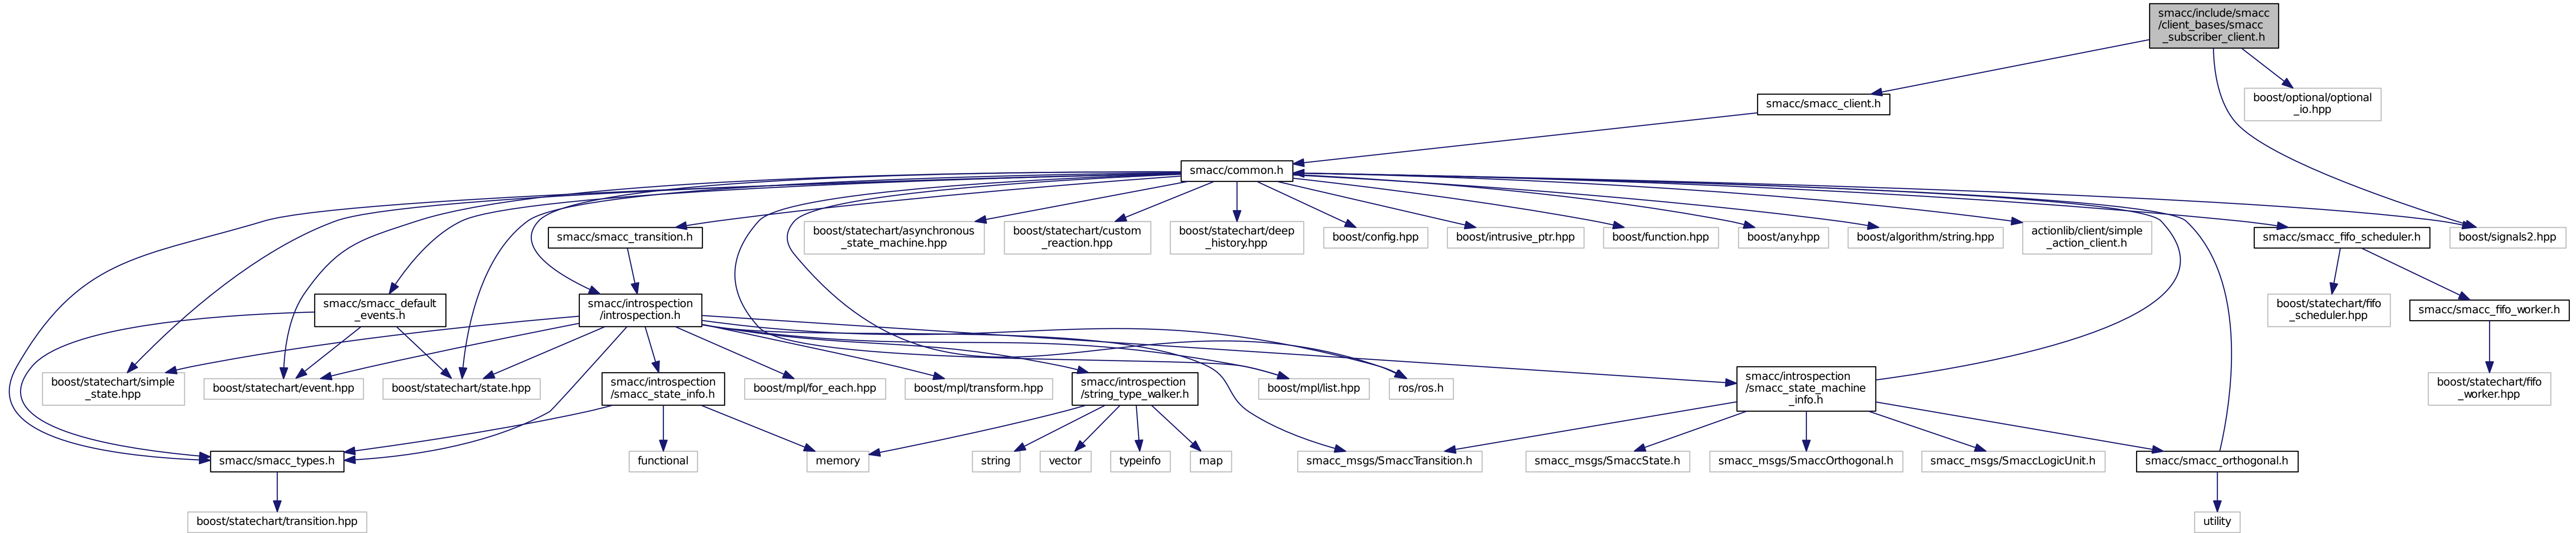 smacc/include/smacc
/client_bases/smacc
_subscriber_client.h
smacc/smacc_client.h
boost/optional/optional
_io.hpp
smacc/common.h
smacc/smacc_transition.h
boost/statechart/asynchronous
_state_machine.hpp
boost/statechart/custom
_reaction.hpp
boost/statechart/deep
_history.hpp
boost/config.hpp
boost/intrusive_ptr.hpp
boost/function.hpp
boost/any.hpp
boost/algorithm/string.hpp
actionlib/client/simple
_action_client.h
smacc/smacc_fifo_scheduler.h
boost/signals2.hpp
smacc/smacc_default
_events.h
smacc/introspection
/introspection.h
boost/statechart/fifo
_scheduler.hpp
smacc/smacc_fifo_worker.h
boost/statechart/simple
_state.hpp
boost/statechart/event.hpp
boost/statechart/state.hpp
smacc/introspection
/smacc_state_info.h
boost/mpl/for_each.hpp
boost/mpl/transform.hpp
smacc/introspection
/string_type_walker.h
boost/mpl/list.hpp
ros/ros.h
smacc/introspection
/smacc_state_machine
_info.h
boost/statechart/fifo
_worker.hpp
smacc/smacc_types.h
functional
memory
string
vector
typeinfo
map
smacc_msgs/SmaccTransition.h
smacc_msgs/SmaccState.h
smacc_msgs/SmaccOrthogonal.h
smacc_msgs/SmaccLogicUnit.h
smacc/smacc_orthogonal.h
boost/statechart/transition.hpp
utility